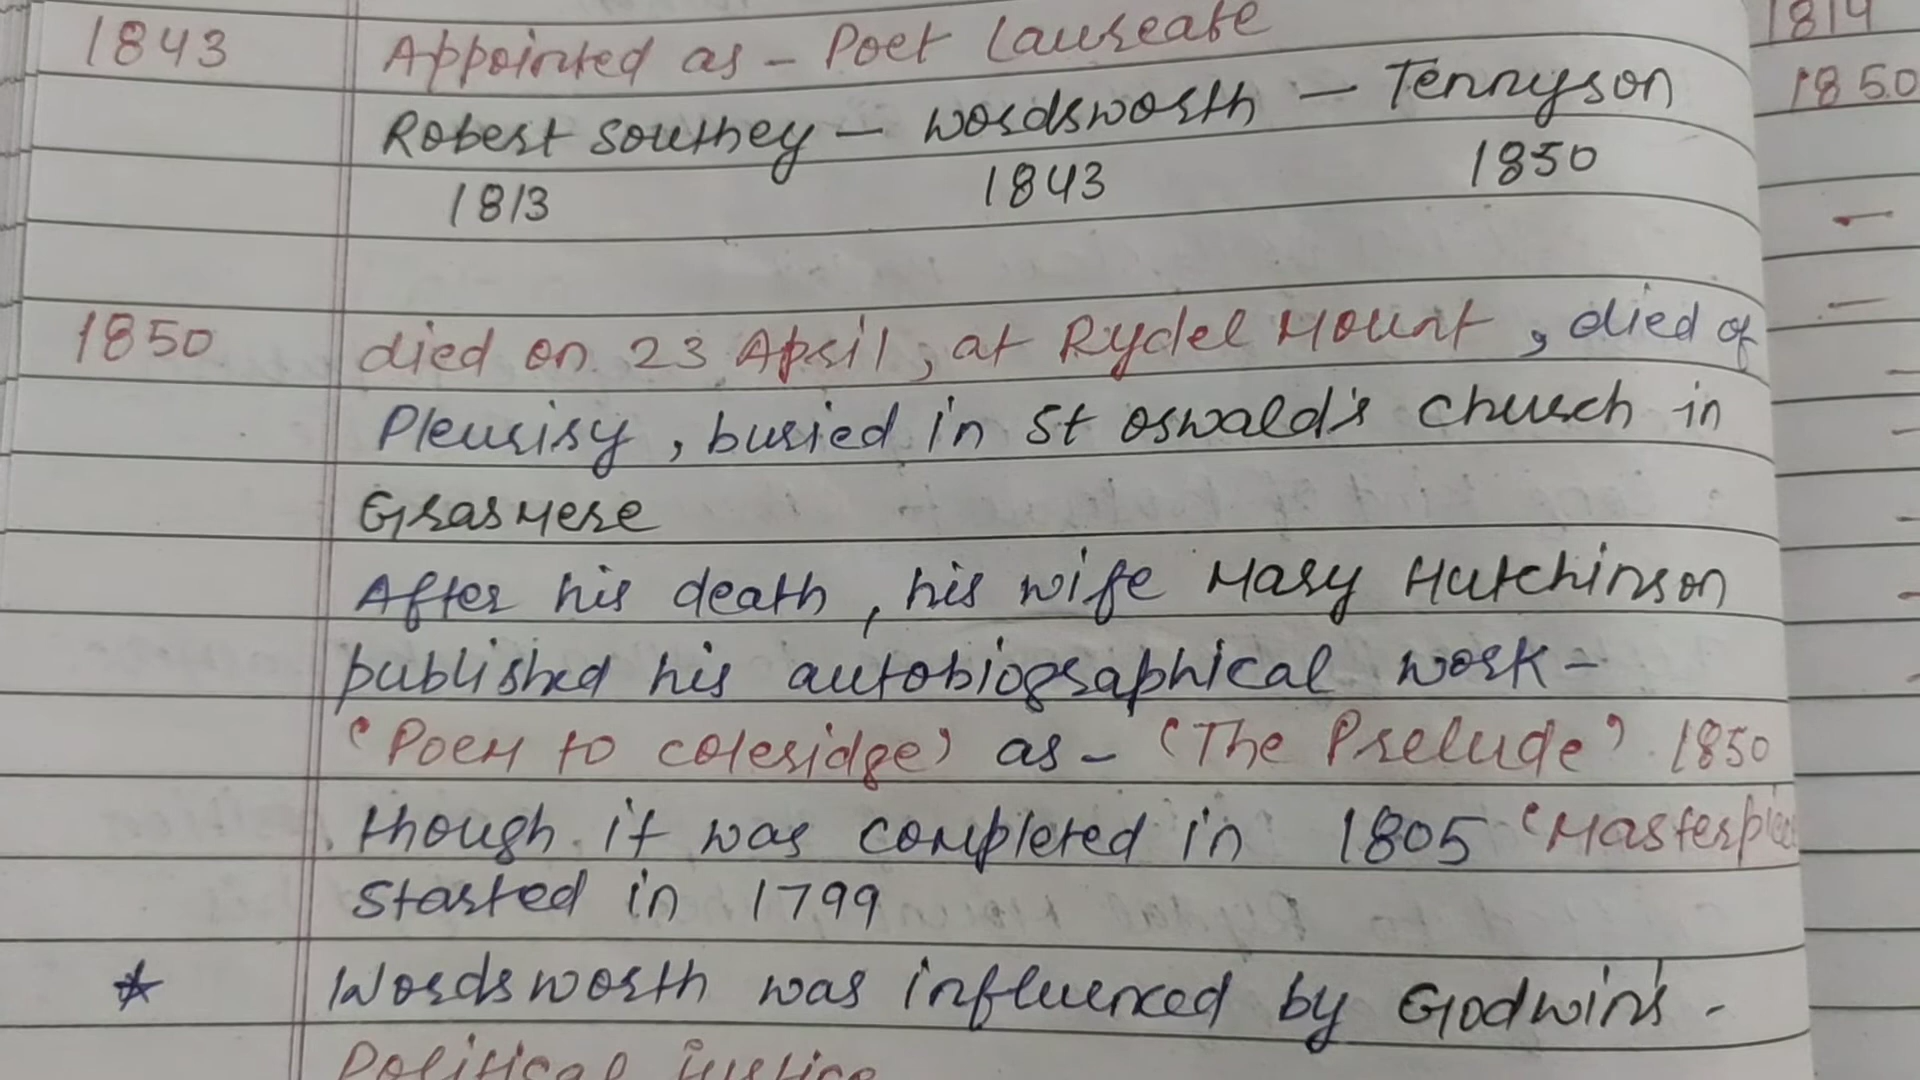 1843 Appointed as - Poet Laureate
Robert Southey - Wordsworth - Tennyson
1813 1843 1850
1850 died on 23 April, at Rydel Mount, died of
Pleurisy, buried in St Oswald's church in
Grasmere
After his death, his wife Mary Hutchinson
published his autobiographical work -
'Poem to Coleridge' as - 'The Prelude' 1850
though it was completed in 1805 'Masterpiece
Started in 1799
* Wordsworth was influenced by Godwin's -
Political Justice
1814
1850